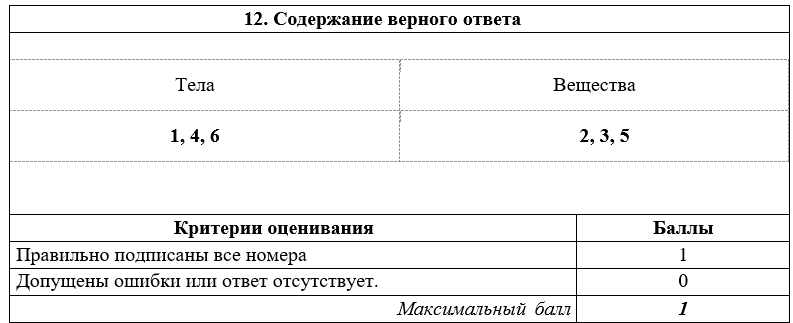 12. Содержание верного ответа
Тела Вещества
1, 4, 6 2, 3, 5
Критерии оценивания Баллы
Правильно подписаны все номера 1
Допущены ошибки или ответ отсутствует. 0
Максимальный балл 1